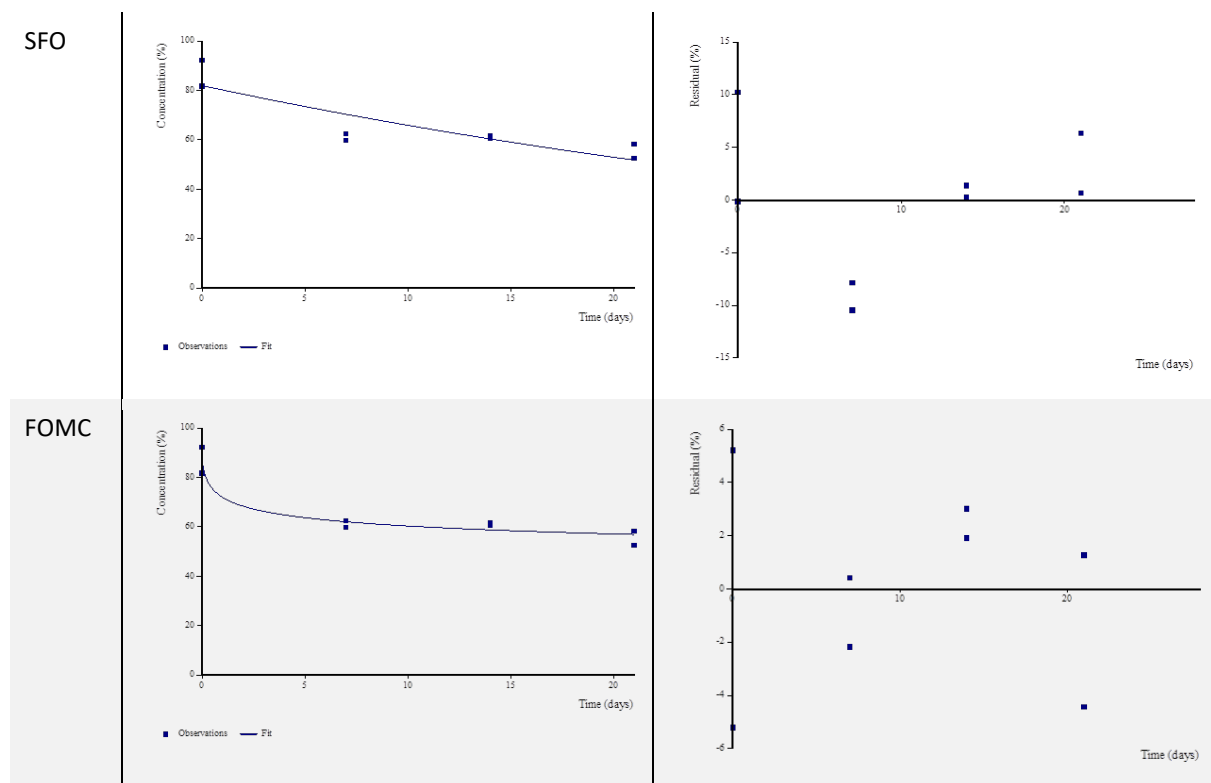 SFO
Concentration (%)
100
80
60
40
20
0
0 5 10 15 20
Time (days)
Observations Fit
Residual (%)
15
10
5
0
-5
-10
-15
0 10 20
Time (days)
FOMC
Concentration (%)
100
80
60
40
20
0
0 5 10 15 20
Time (days)
Observations Fit
Residual (%)
6
4
2
0
-2
-4
-6
0 10 20
Time (days)